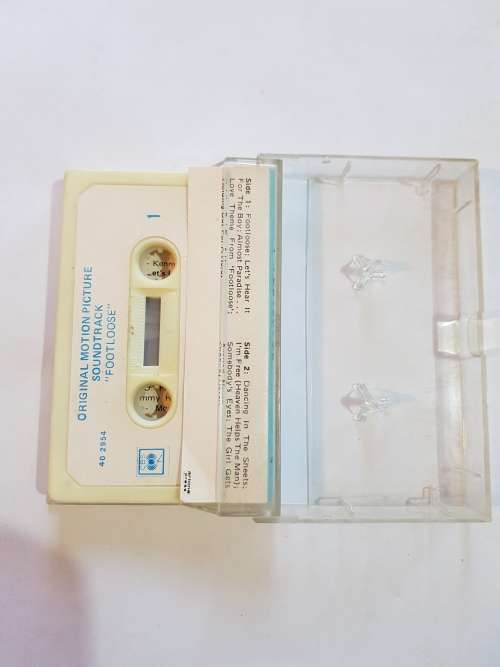 1
ORIGINAL MOTION PICTURE
SOUNDTRACK
"FOOTLOOSE"
40 2954
CBS
Side 1: Footloose; Let's Hear It
For The Boy; Almost Paradise...
Love Theme From 'Footloose';
Side 2: Dancing In The Sheets;
I'm Free (Heaven Helps The Man);
Somebody's Eyes; The Girl Gets